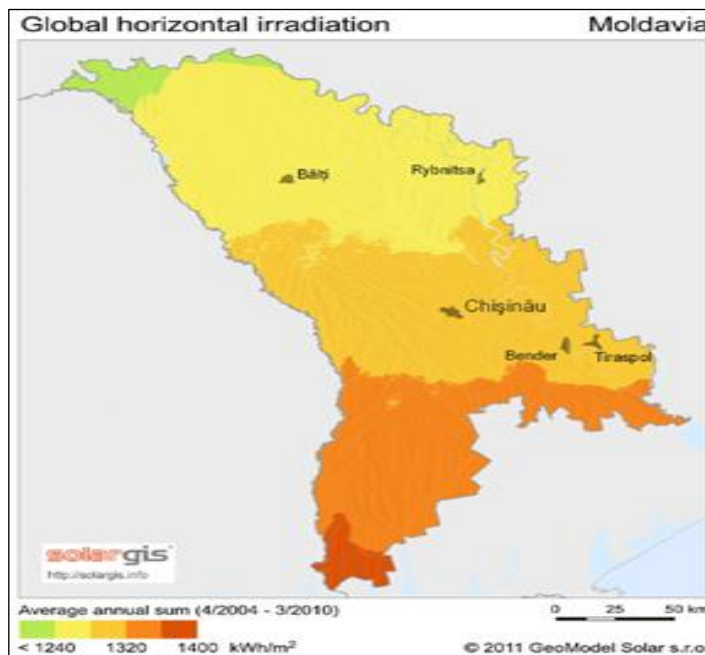 Global horizontal irradiation Moldavia
Bălți
Rybnitsa
Chişinău
Bender
Tiraspol
solargis
http://solargis.info
Average annual sum (4/2004 - 3/2010)
0 25 50 km
< 1240 1320 1400 kWh/m²
© 2011 GeoModel Solar s.r.o